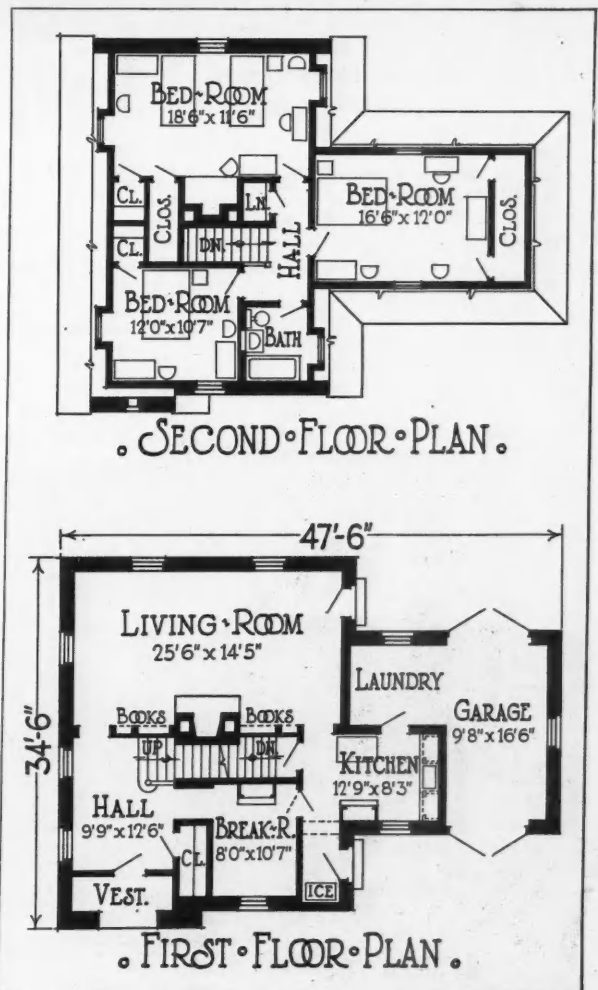 BED-ROOM
18'6" x 11'6"
CL.
CLOS.
LN.
BED-ROOM
16'6" x 12'0"
CLOS.
CL.
DN.
HALL
BED-ROOM
12'0" x 10'7"
BATH
. SECOND FLOOR PLAN .
47'-6"
34'-6"
LIVING-ROOM
25'6" x 14'5"
LAUNDRY
BOOKS
BOOKS
GARAGE
9'8" x 16'6"
UP
DN.
KITCHEN
12'9" x 8'3"
HALL
9'9" x 12'6"
BREAK-R.
8'0" x 10'7"
CL.
VEST.
ICE
. FIRST FLOOR PLAN .